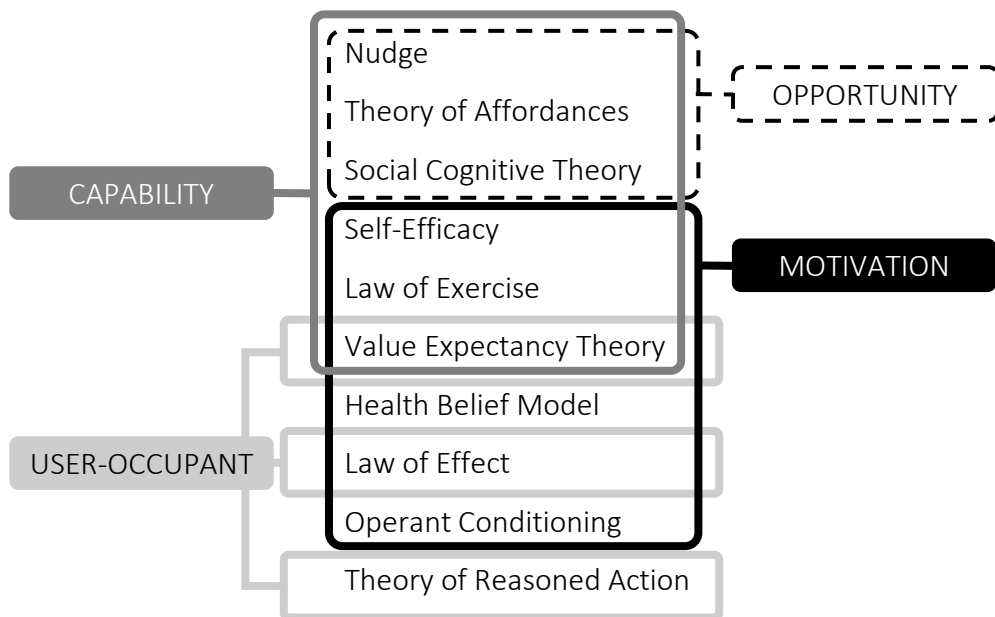 Nudge
OPPORTUNITY
Theory of Affordances
Social Cognitive Theory
CAPABILITY
Self-Efficacy
MOTIVATION
Law of Exercise
Value Expectancy Theory
Health Belief Model
USER-OCCUPANT
Law of Effect
Operant Conditioning
Theory of Reasoned Action